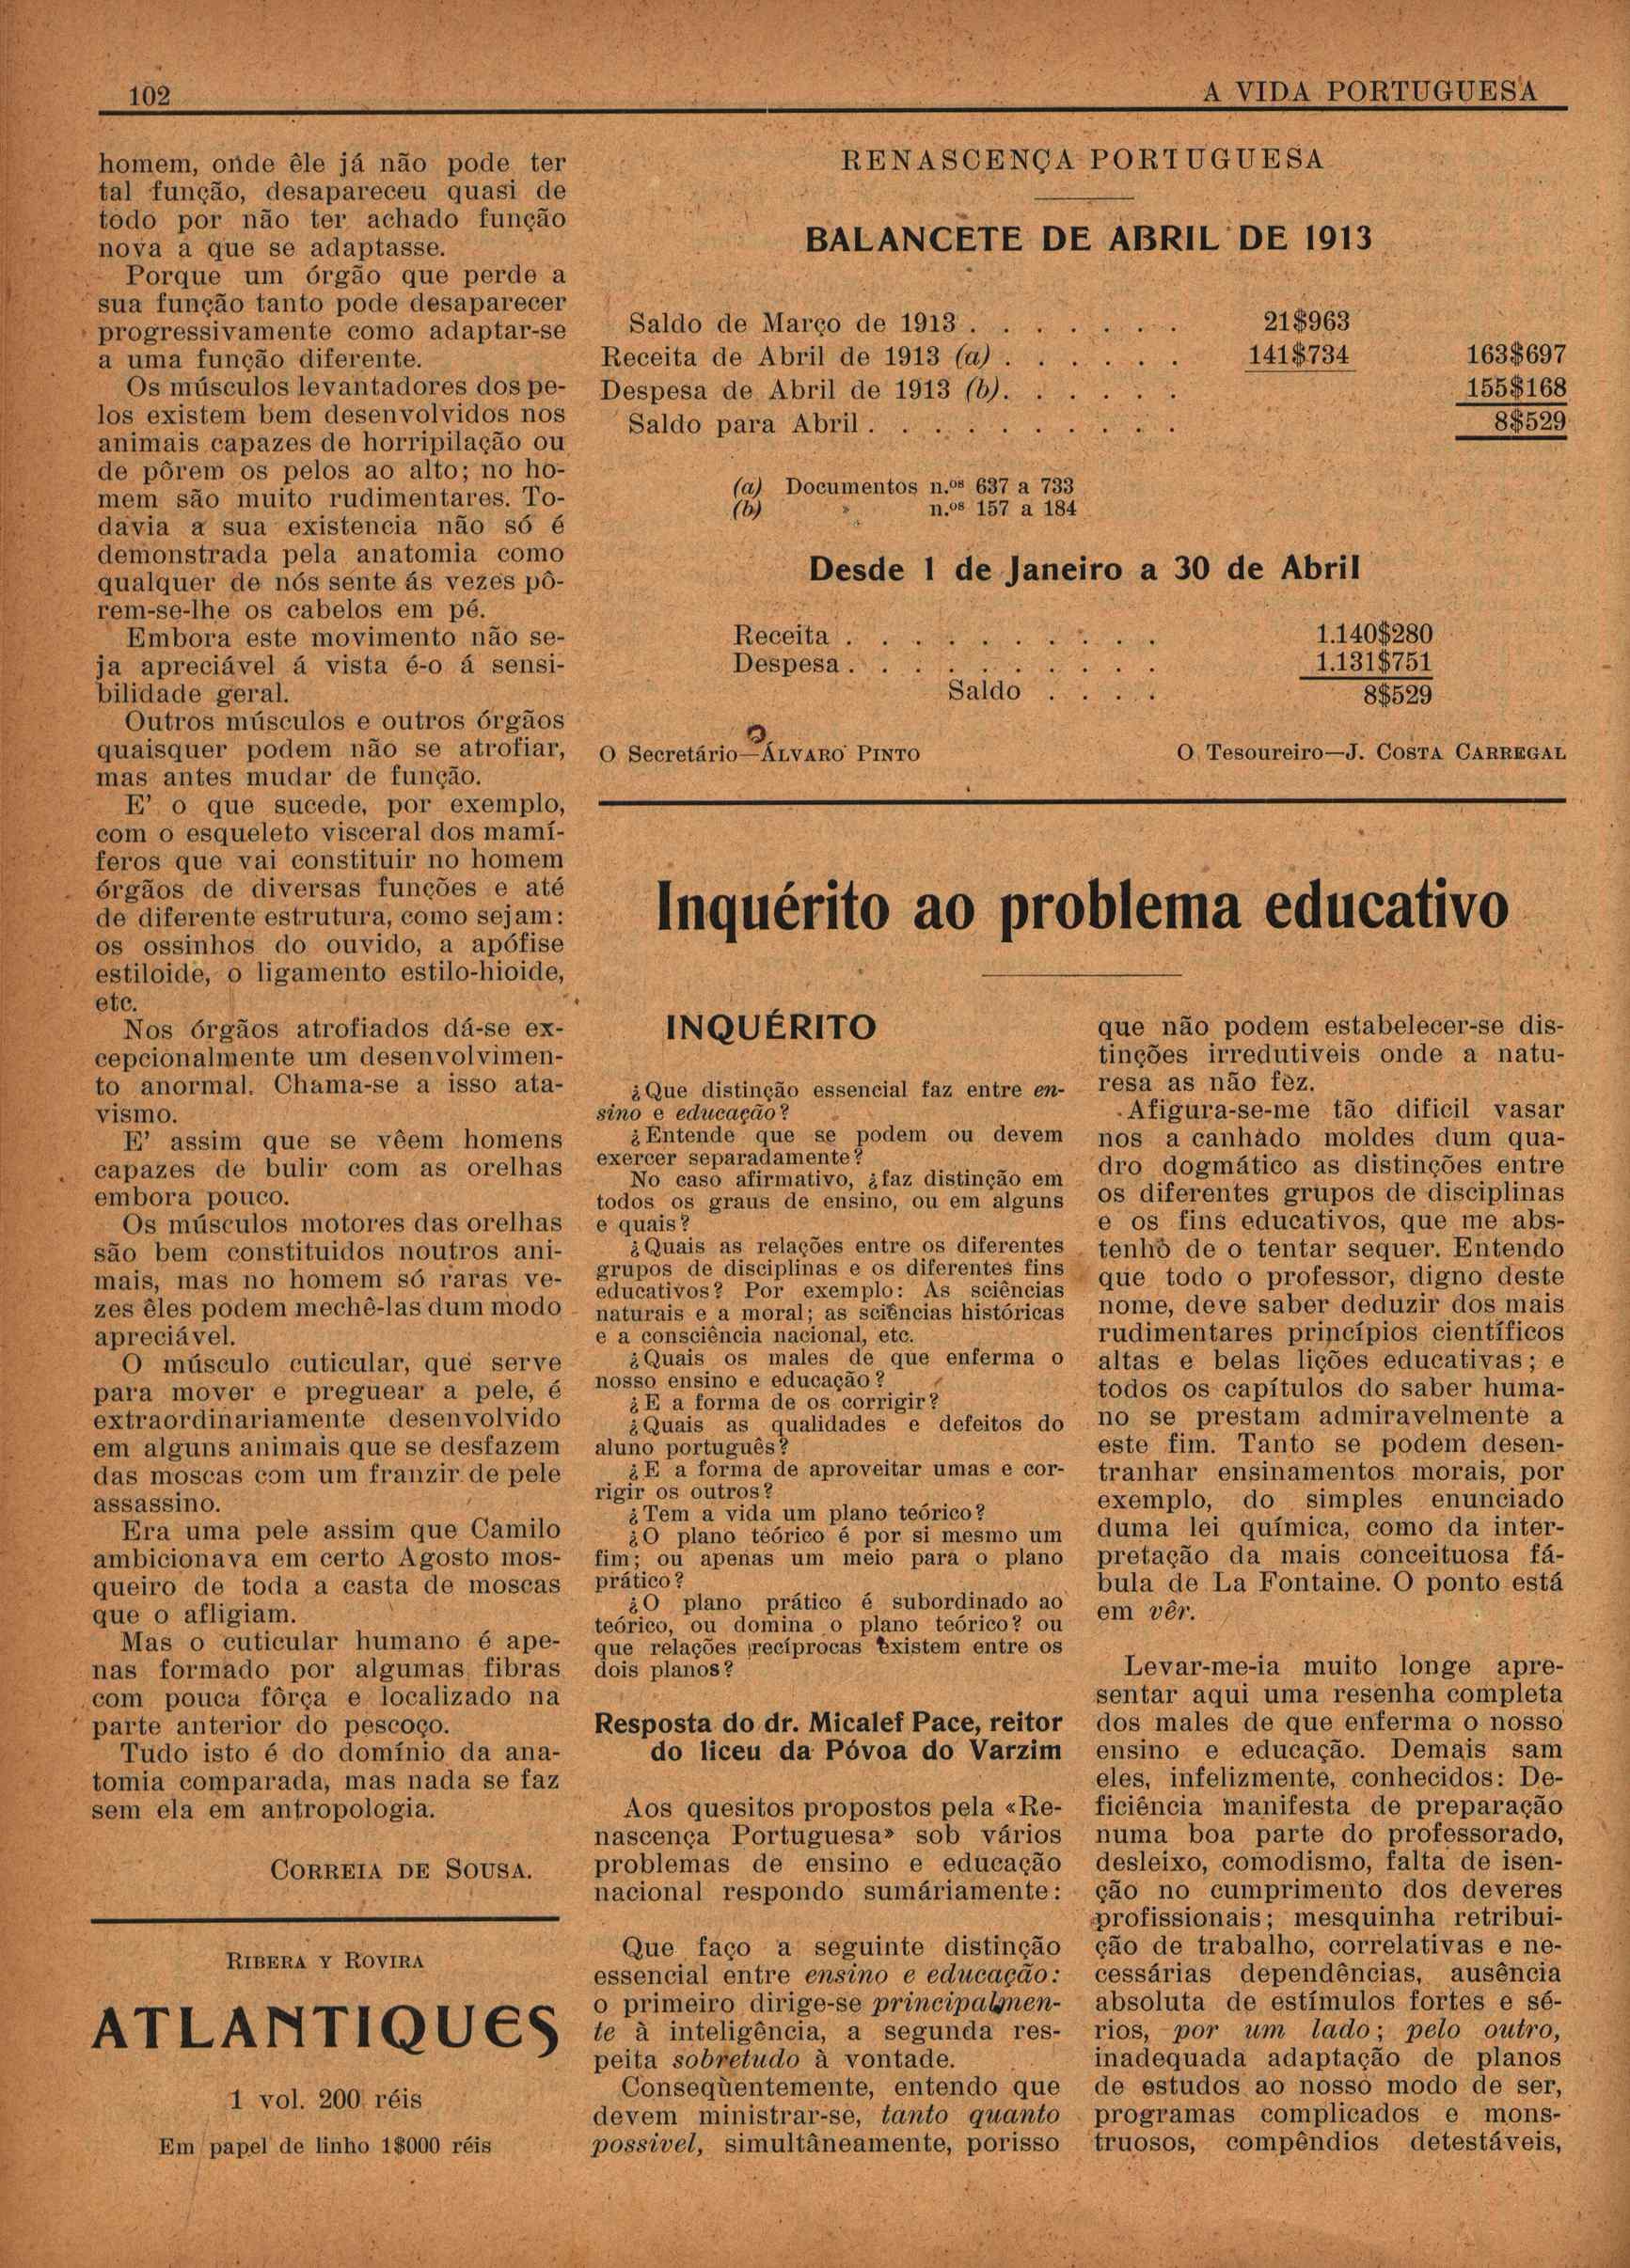 102
A VIDA PORTUGUESA
homem, onde êle já não pode ter
tal função, desapareceu quasi de
todo por não ter achado função
nova a que se adaptasse.
Porque um órgão que perde a
sua função tanto pode desaparecer
progressivamente como adaptar-se
a uma função diferente.
Os músculos levantadores dos pe-
los existem bem desenvolvidos nos
animais capazes de horripilação ou
de pôrem os pelos ao alto; no ho-
mem são muito rudimentares. To-
davia a sua existencia não só é
demonstrada pela anatomia como
qualquer de nós sente ás vezes pô-
rem-se-lhe os cabelos em pé.
Embora este movimento não se-
ja apreciável á vista é-o á sensi-
bilidade geral.
Outros músculos e outros órgãos
quaisquer podem não se atrofiar,
mas antes mudar de função.
E' o que sucede, por exemplo,
com o esqueleto visceral dos mamí-
feros que vai constituir no homem
órgãos de diversas funções e até
de diferente estrutura, como sejam:
os ossinhos do ouvido, a apófise
estiloide, o ligamento estilo-hioide,
etc.
Nos órgãos atrofiados dá-se ex-
cepcionalmente um desenvolvimen-
to anormal. Chama-se a isso ata-
vismo.
E' assim que se vêem homens
capazes de bulir com as orelhas
embora pouco.
Os músculos motores das orelhas
são bem constituidos noutros ani-
mais, mas no homem só raras ve-
zes êles podem mechê-las dum modo
apreciável.
O músculo cuticular, que serve
para mover e preguear a pele, é
extraordinariamente desenvolvido
em alguns animais que se desfazem
das moscas com um franzir de pele
assassino.
Era uma pele assim que Camilo
ambicionava em certo Agosto mos-
queiro de toda a casta de moscas
que o afligiam.
Mas o cuticular humano é ape-
nas formado por algumas fibras
com pouca fôrça e localizado na
parte anterior do pescoço.
Tudo isto é do domínio da ana-
tomia comparada, mas nada se faz
sem ela em antropologia.
CORREIA DE SOUSA.
RIBERA Y ROVIRA
ATLANTIQUES
1 vol. 200 réis
Em papel de linho 1$000 réis
RENASCENÇA PORTUGUESA
BALANCETE DE ABRIL DE 1913
Saldo de Março de 1913 . . . . . . . 21$963
Receita de Abril de 1913 (a) . . . . . . 141$734 163$697
Despesa de Abril de 1913 (b). . . . . . 155$168
Saldo para Abril . . . . . . . . . . 8$529
(a) Documentos n.os 637 a 733
(b) » n.os 157 a 184
Desde 1 de Janeiro a 30 de Abril
Receita . . . . . . . . . . 1.140$280
Despesa . . . . . . . . . . 1.131$751
Saldo . . . . 8$529
O Secretário—ÁLVARO PINTO
O Tesoureiro—J. COSTA CARREGAL
Inquérito ao problema educativo
INQUÉRITO
¿Que distinção essencial faz entre en-
sino e educação?
¿Entende que se podem ou devem
exercer separadamente?
No caso afirmativo, ¿faz distinção em
todos os graus de ensino, ou em alguns
e quais?
¿Quais as relações entre os diferentes
grupos de disciplinas e os diferentes fins
educativos? Por exemplo: As sciências
naturais e a moral; as sciências históricas
e a consciência nacional, etc.
¿Quais os males de que enferma o
nosso ensino e educação?
¿E a forma de os corrigir?
¿Quais as qualidades e defeitos do
aluno português?
¿E a forma de aproveitar umas e cor-
rigir os outros?
¿Tem a vida um plano teórico?
¿O plano teórico é por si mesmo um
fim; ou apenas um meio para o plano
prático?
¿O plano prático é subordinado ao
teórico, ou domina o plano teórico? ou
que relações recíprocas existem entre os
dois planos?
Resposta do dr. Micalef Pace, reitor
do liceu da Póvoa do Varzim
Aos quesitos propostos pela «Re-
nascença Portuguesa» sob vários
problemas de ensino e educação
nacional respondo sumáriamente:
Que faço a seguinte distinção
essencial entre ensino e educação:
o primeiro dirige-se principalmen-
te à inteligência, a segunda res-
peita sobretudo à vontade.
Conseqùentemente, entendo que
devem ministrar-se, tanto quanto
possivel, simultâneamente, porisso
que não podem estabelecer-se dis-
tinções irredutiveis onde a natu-
resa as não fez.
Afigura-se-me tão dificil vasar
nos a canhado moldes dum qua-
dro dogmático as distinções entre
os diferentes grupos de disciplinas
e os fins educativos, que me abs-
tenho de o tentar sequer. Entendo
que todo o professor, digno deste
nome, deve saber deduzir dos mais
rudimentares princípios científicos
altas e belas lições educativas; e
todos os capítulos do saber huma-
no se prestam admiravelmente a
este fim. Tanto se podem desen-
tranhar ensinamentos morais, por
exemplo, do simples enunciado
duma lei química, como da inter-
pretação da mais conceituosa fá-
bula de La Fontaine. O ponto está
em vêr.
Levar-me-ia muito longe apre-
sentar aqui uma resenha completa
dos males de que enferma o nosso
ensino e educação. Demais sam
eles, infelizmente, conhecidos: De-
ficiência manifesta de preparação
numa boa parte do professorado,
desleixo, comodismo, falta de isen-
ção no cumprimento dos deveres
profissionais; mesquinha retribui-
ção de trabalho, correlativas e ne-
cessárias dependências, ausência
absoluta de estímulos fortes e sé-
rios, por um lado; pelo outro,
inadequada adaptação de planos
de estudos ao nosso modo de ser,
programas complicados e mons-
truosos, compêndios detestáveis,